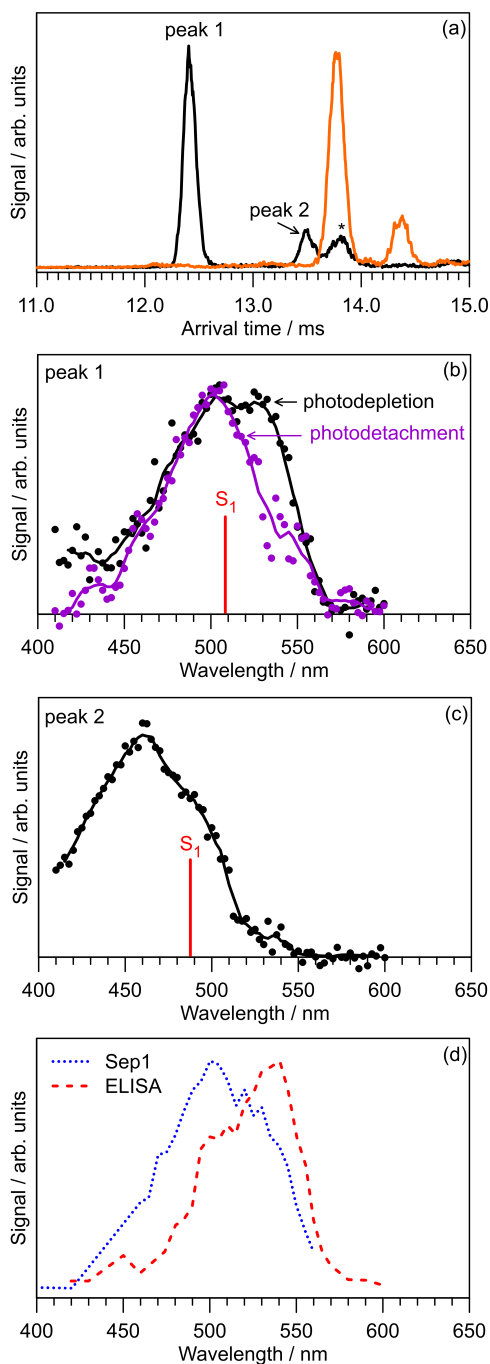 (a)
peak 1
peak 2
*
Signal / arb. units
11.0 12.0 13.0 14.0 15.0
Arrival time / ms
peak 1 (b)
photodepletion
photodetachment
S1
Signal / arb. units
400 450 500 550 600 650
Wavelength / nm
peak 2 (c)
S1
Signal / arb. units
400 450 500 550 600 650
Wavelength / nm
(d)
Sep1
ELISA
Signal / arb. units
400 450 500 550 600 650
Wavelength / nm